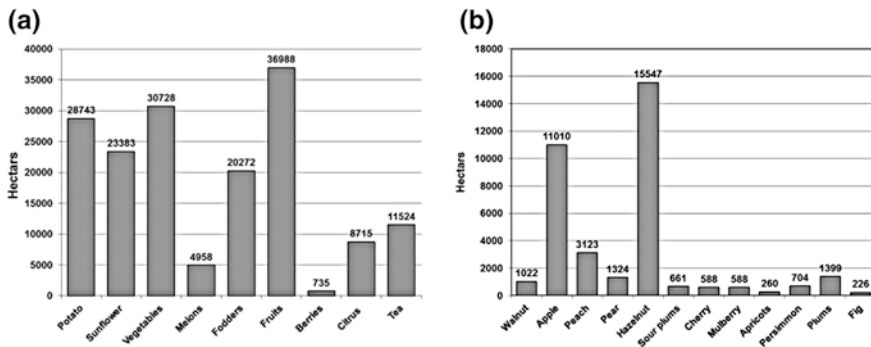 (a)
40000
35000
30000
25000
20000
15000
10000
5000
0
Hectars
28743
23383
30728
4958
20272
36988
735
8715
11524
Potato
Sunflower
Vegetables
Melons
Fodders
Fruits
Berries
Citrus
Tea
(b)
18000
16000
14000
12000
10000
8000
6000
4000
2000
0
Hectars
1022
11010
3123
1324
15547
661
588
588
260
704
1399
226
Walnut
Apple
Peach
Pear
Hazelnut
Sour plums
Cherry
Mulberry
Apricots
Persimmon
Plums
Fig